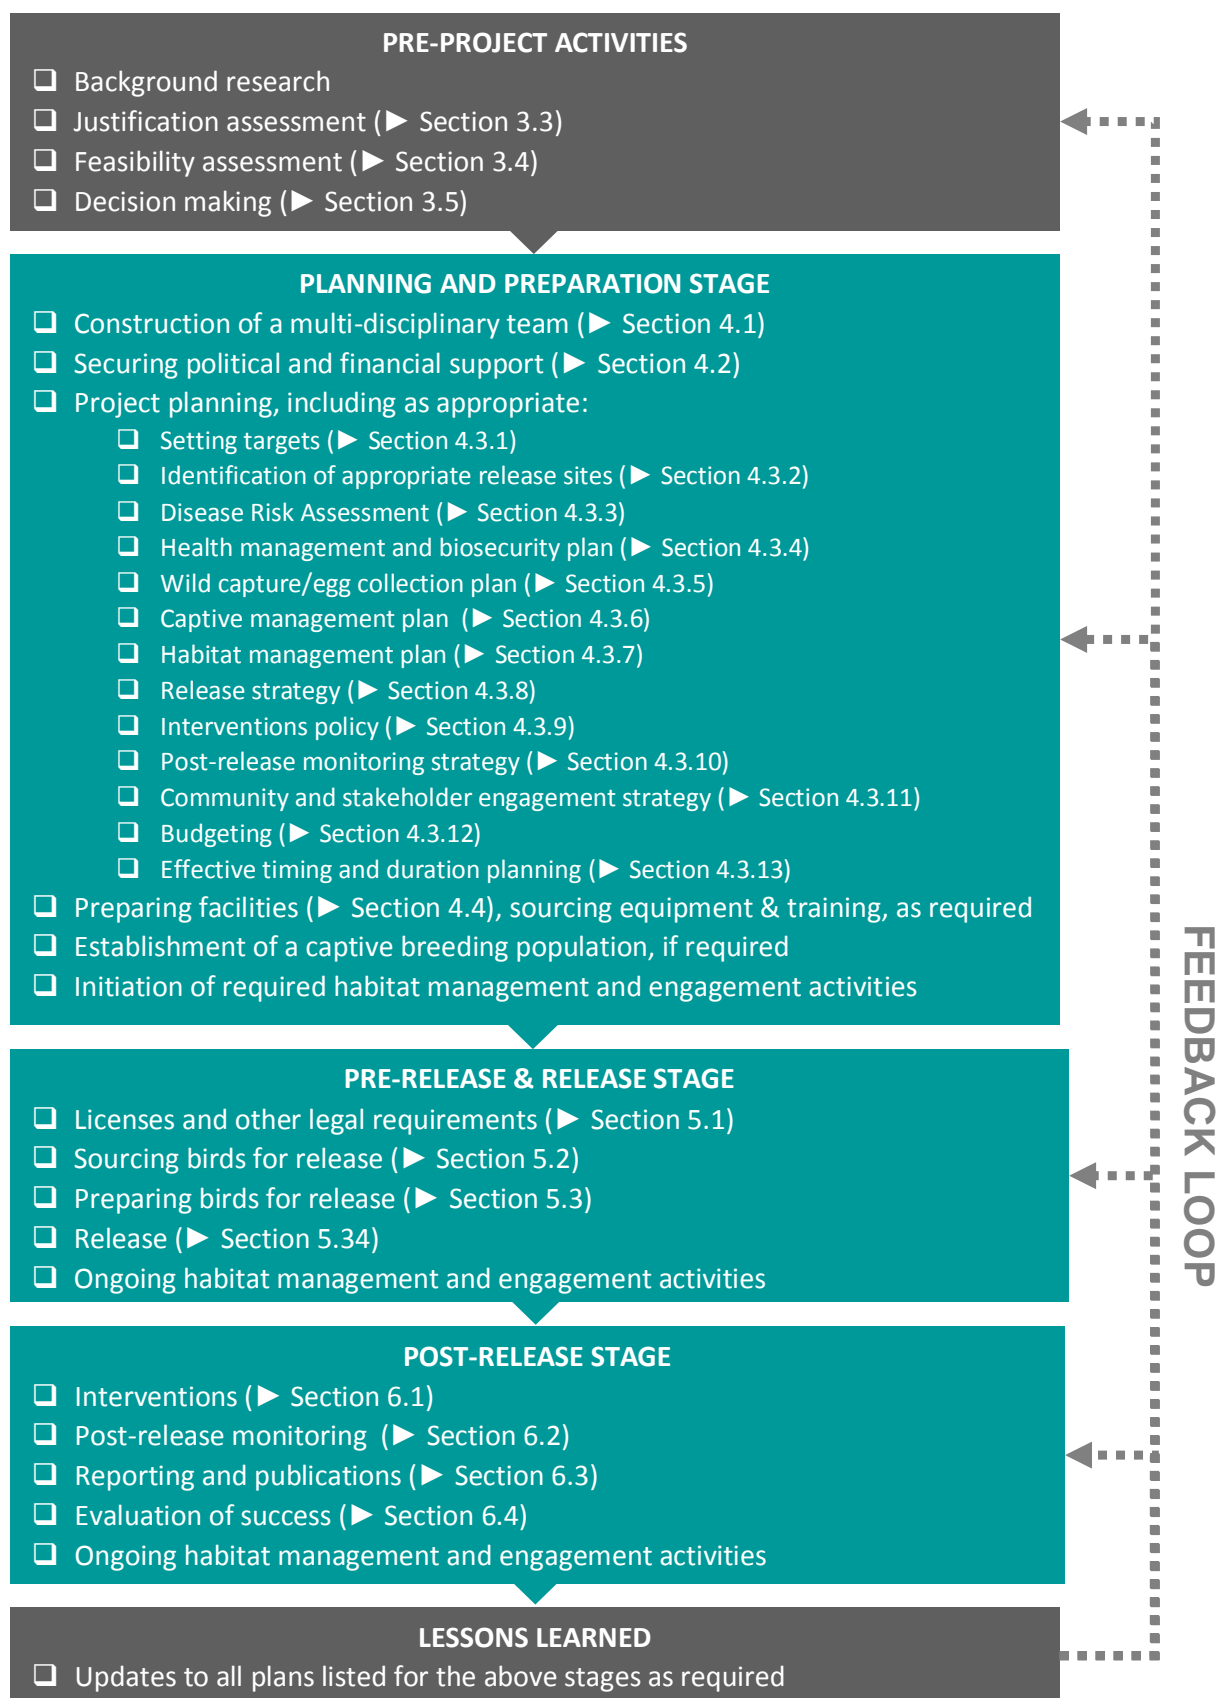 PRE-PROJECT ACTIVITIES
❑ Background research
❑ Justification assessment (► Section 3.3)
❑ Feasibility assessment (► Section 3.4)
❑ Decision making (► Section 3.5)
PLANNING AND PREPARATION STAGE
❑ Construction of a multi-disciplinary team (► Section 4.1)
❑ Securing political and financial support (► Section 4.2)
❑ Project planning, including as appropriate:
❑ Setting targets (► Section 4.3.1)
❑ Identification of appropriate release sites (► Section 4.3.2)
❑ Disease Risk Assessment (► Section 4.3.3)
❑ Health management and biosecurity plan (► Section 4.3.4)
❑ Wild capture/egg collection plan (► Section 4.3.5)
❑ Captive management plan (► Section 4.3.6)
❑ Habitat management plan (► Section 4.3.7)
❑ Release strategy (► Section 4.3.8)
❑ Interventions policy (► Section 4.3.9)
❑ Post-release monitoring strategy (► Section 4.3.10)
❑ Community and stakeholder engagement strategy (► Section 4.3.11)
❑ Budgeting (► Section 4.3.12)
❑ Effective timing and duration planning (► Section 4.3.13)
❑ Preparing facilities (► Section 4.4), sourcing equipment & training, as required
❑ Establishment of a captive breeding population, if required
❑ Initiation of required habitat management and engagement activities
PRE-RELEASE & RELEASE STAGE
❑ Licenses and other legal requirements (► Section 5.1)
❑ Sourcing birds for release (► Section 5.2)
❑ Preparing birds for release (► Section 5.3)
❑ Release (► Section 5.34)
❑ Ongoing habitat management and engagement activities
POST-RELEASE STAGE
❑ Interventions (► Section 6.1)
❑ Post-release monitoring (► Section 6.2)
❑ Reporting and publications (► Section 6.3)
❑ Evaluation of success (► Section 6.4)
❑ Ongoing habitat management and engagement activities
LESSONS LEARNED
❑ Updates to all plans listed for the above stages as required
FEEDBACK LOOP